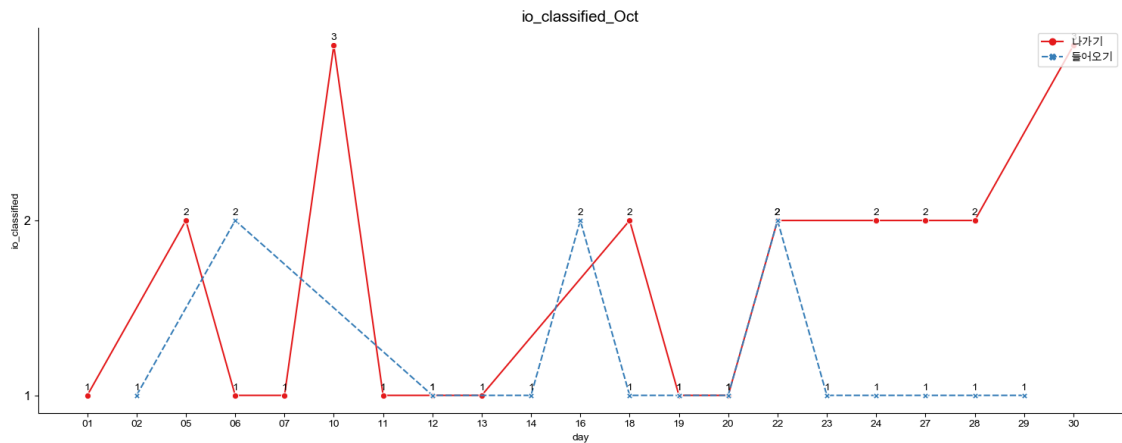 io_classified_Oct
나가기
들어오기
3
3
2 2 2 2 2 2 2 2 2
1 1 1 1 1 1 1 1 1 1 1 1 1 1 1 1 1
io_classified
2
1
01 02 05 06 07 10 11 12 13 14 16 18 19 20 22 23 24 27 28 29 30
day